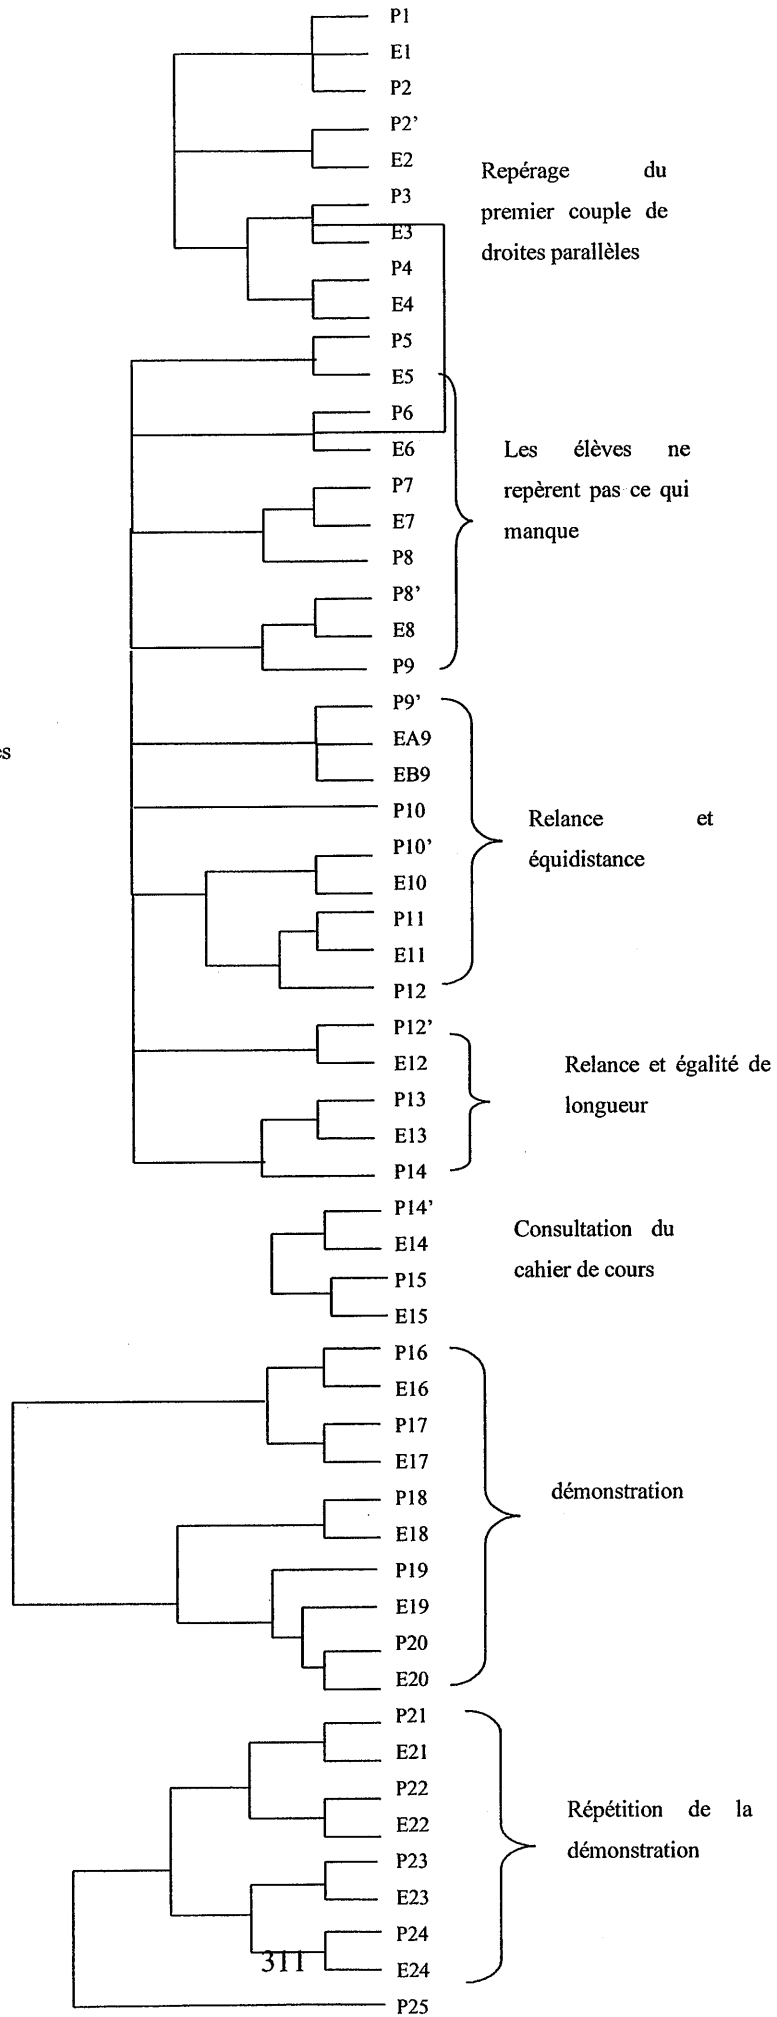 P1
E1
P2
P2’
E2
Repérage du
premier couple de
droites parallèles
P3
E3
P4
E4
P5
E5
P6
E6
Les élèves ne
repèrent pas ce qui
manque
P7
E7
P8
P8’
E8
P9
P9’
es
EA9
EB9
P10
Relance et
équidistance
P10’
E10
P11
E11
P12
P12’
E12
Relance et égalité de
longueur
P13
E13
P14
P14’
E14
Consultation du
cahier de cours
P15
E15
P16
E16
P17
E17
P18
démonstration
E18
P19
E19
P20
E20
P21
E21
P22
E22
Répétition de la
démonstration
P23
E23
P24
E24
311
P25